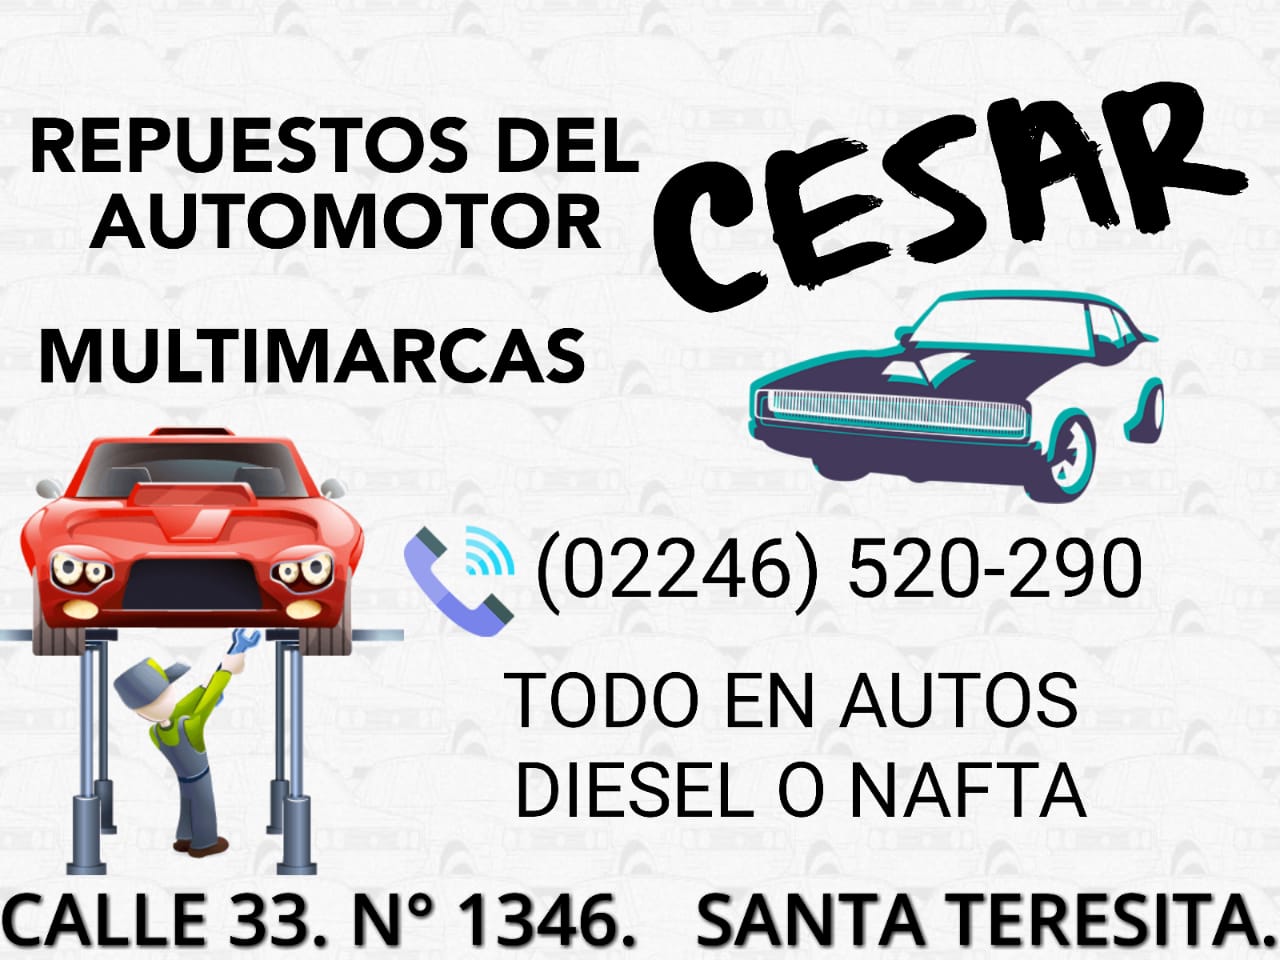 REPUESTOS DEL
AUTOMOTOR
CESAR
MULTIMARCAS
(02246) 520-290
TODO EN AUTOS
DIESEL O NAFTA
CALLE 33. N° 1346. SANTA TERESITA.